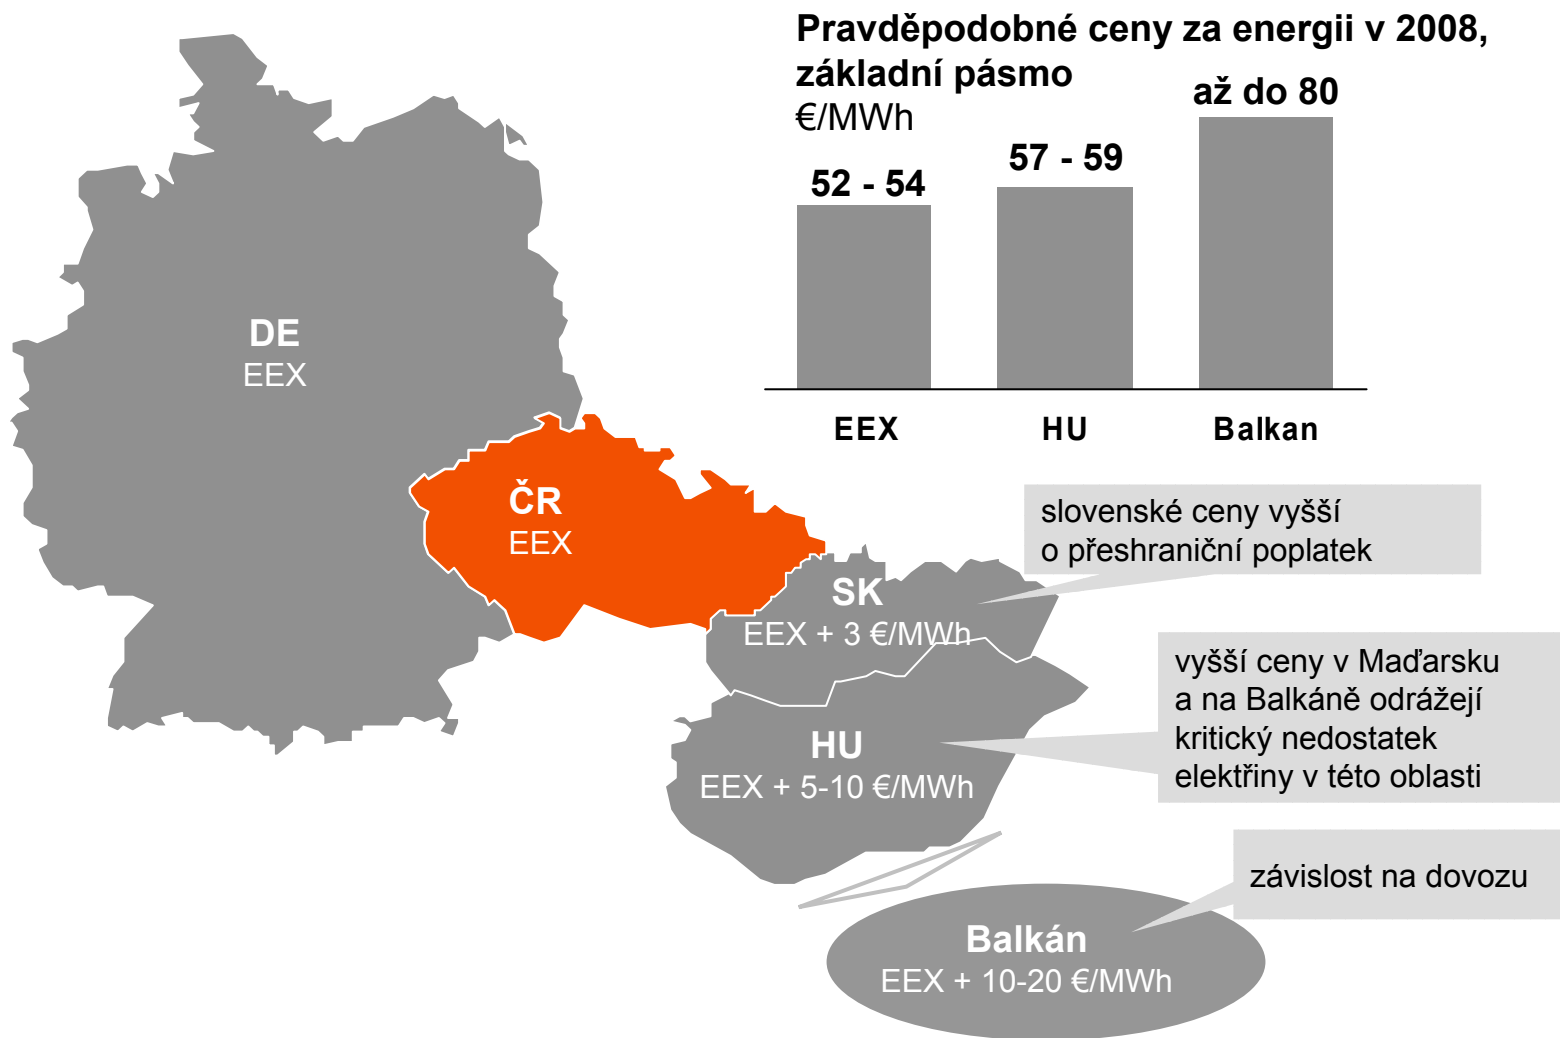 Pravděpodobné ceny za energii v 2008,
základní pásmo
€/MWh
52 - 54
57 - 59
až do 80
EEX
HU
Balkan
DE
EEX
ČR
EEX
SK
EEX + 3 €/MWh
HU
EEX + 5-10 €/MWh
Balkán
EEX + 10-20 €/MWh
slovenské ceny vyšší
o přeshraniční poplatek
vyšší ceny v Maďarsku
a na Balkáně odrážejí
kritický nedostatek
elektřiny v této oblasti
závislost na dovozu